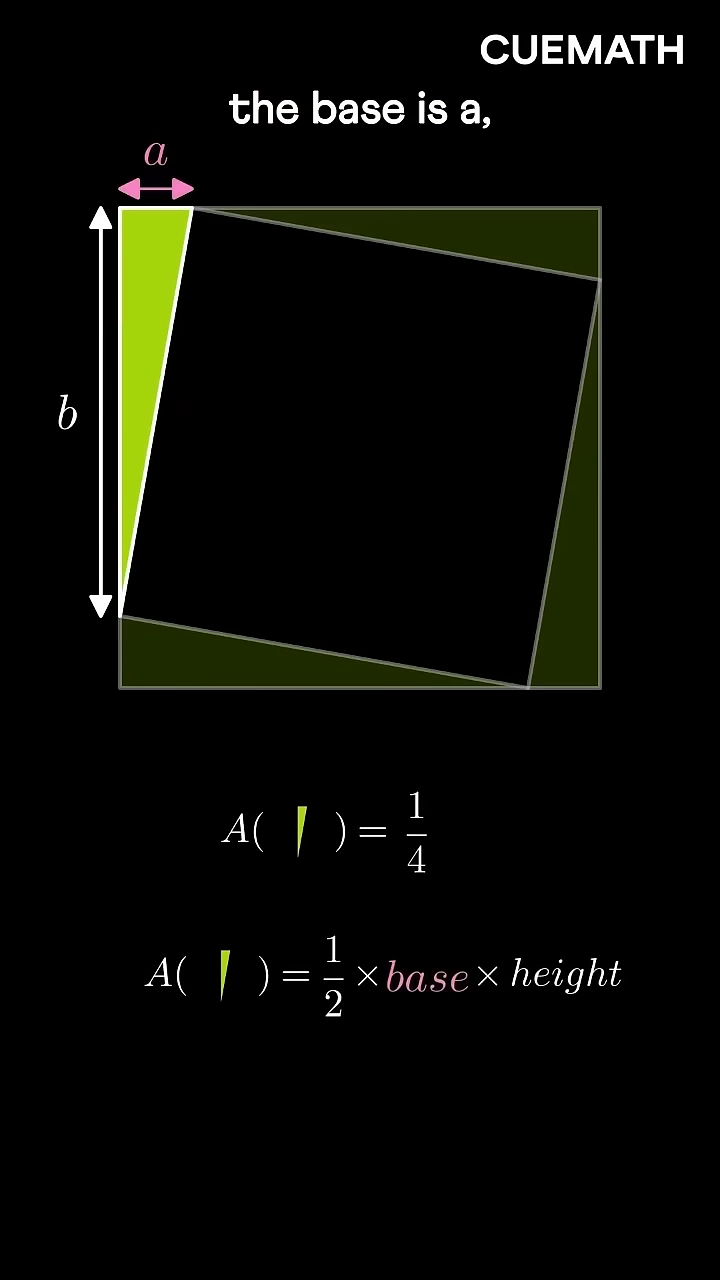 CUEMATH
the base is a,
a
b
A( ) = 1/4
A( ) = 1/2 × base × height